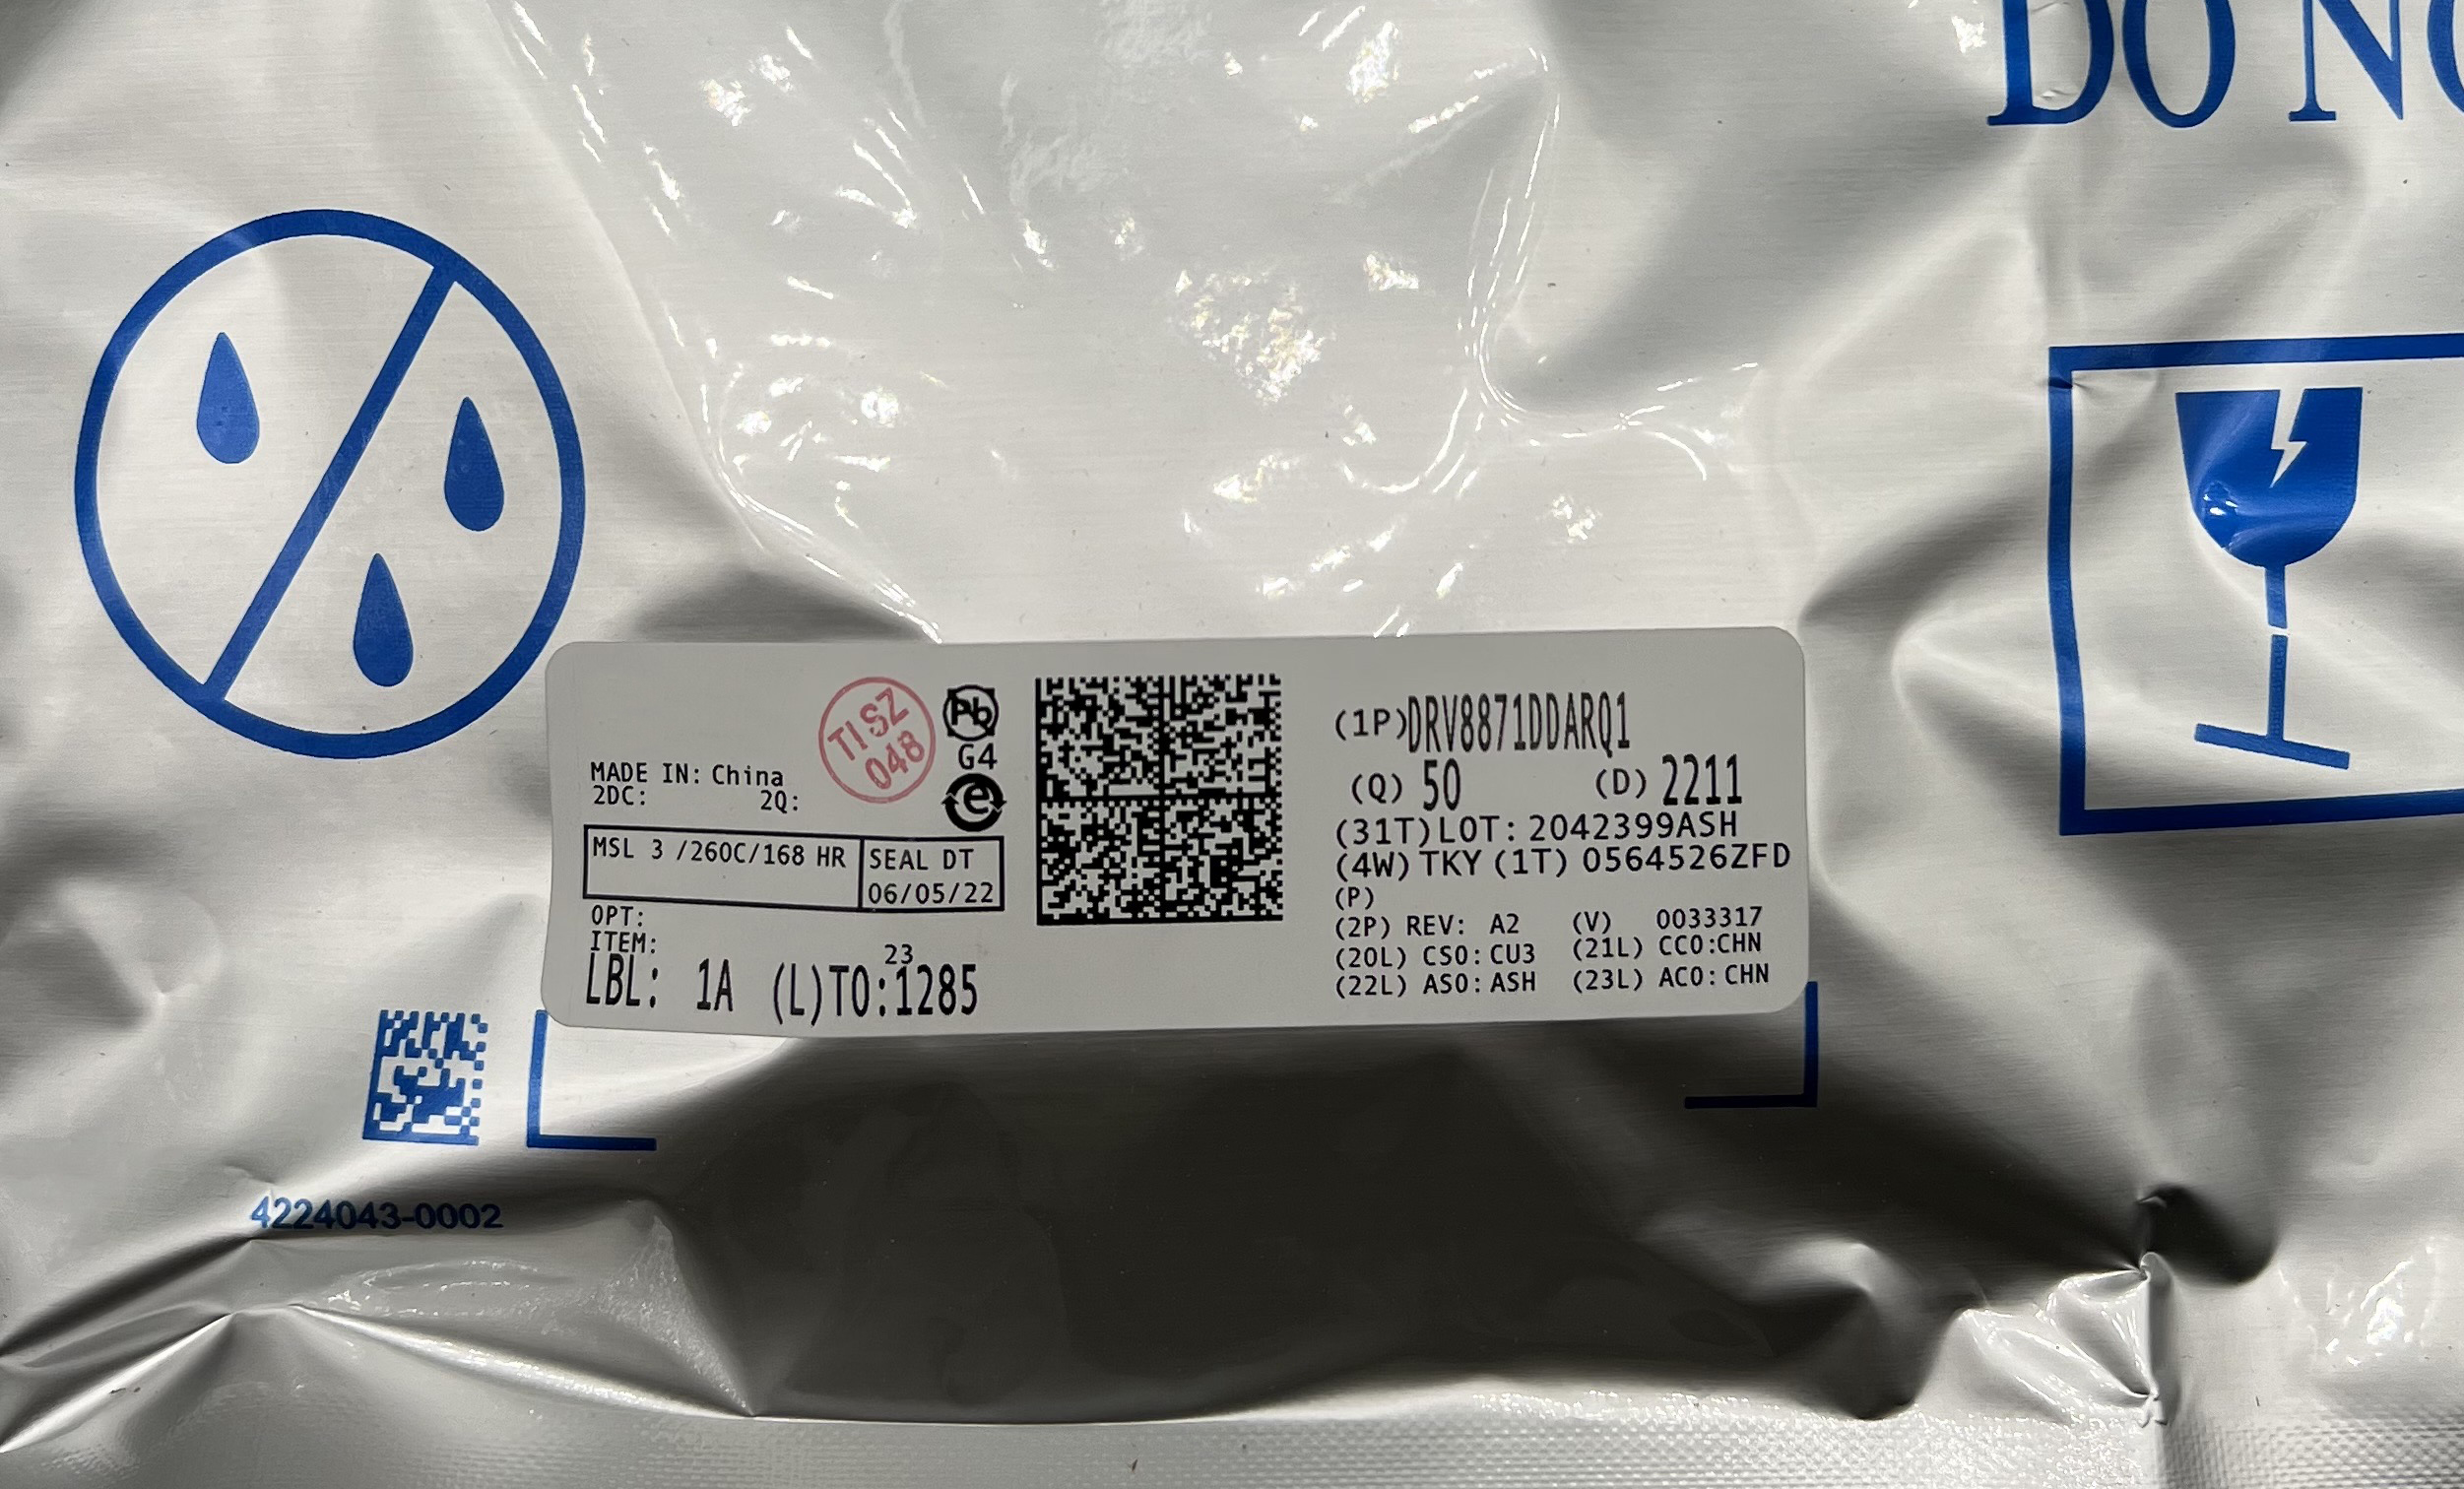 DO NO
TISZ
048
Pb
G4
e
MADE IN: China
2DC: 2Q:
MSL 3 /260C/168 HR
SEAL DT
06/05/22
OPT:
ITEM:
23
LBL: 1A (L)TO:1285
(1P)DRV8871DDARQ1
(Q) 50 (D) 2211
(31T)LOT: 2042399ASH
(4W) TKY (1T) 0564526ZFD
(P)
(2P) REV: A2 (V) 0033317
(20L) CSO: CU3 (21L) CCO:CHN
(22L) ASO: ASH (23L) ACO: CHN
4224043-0002